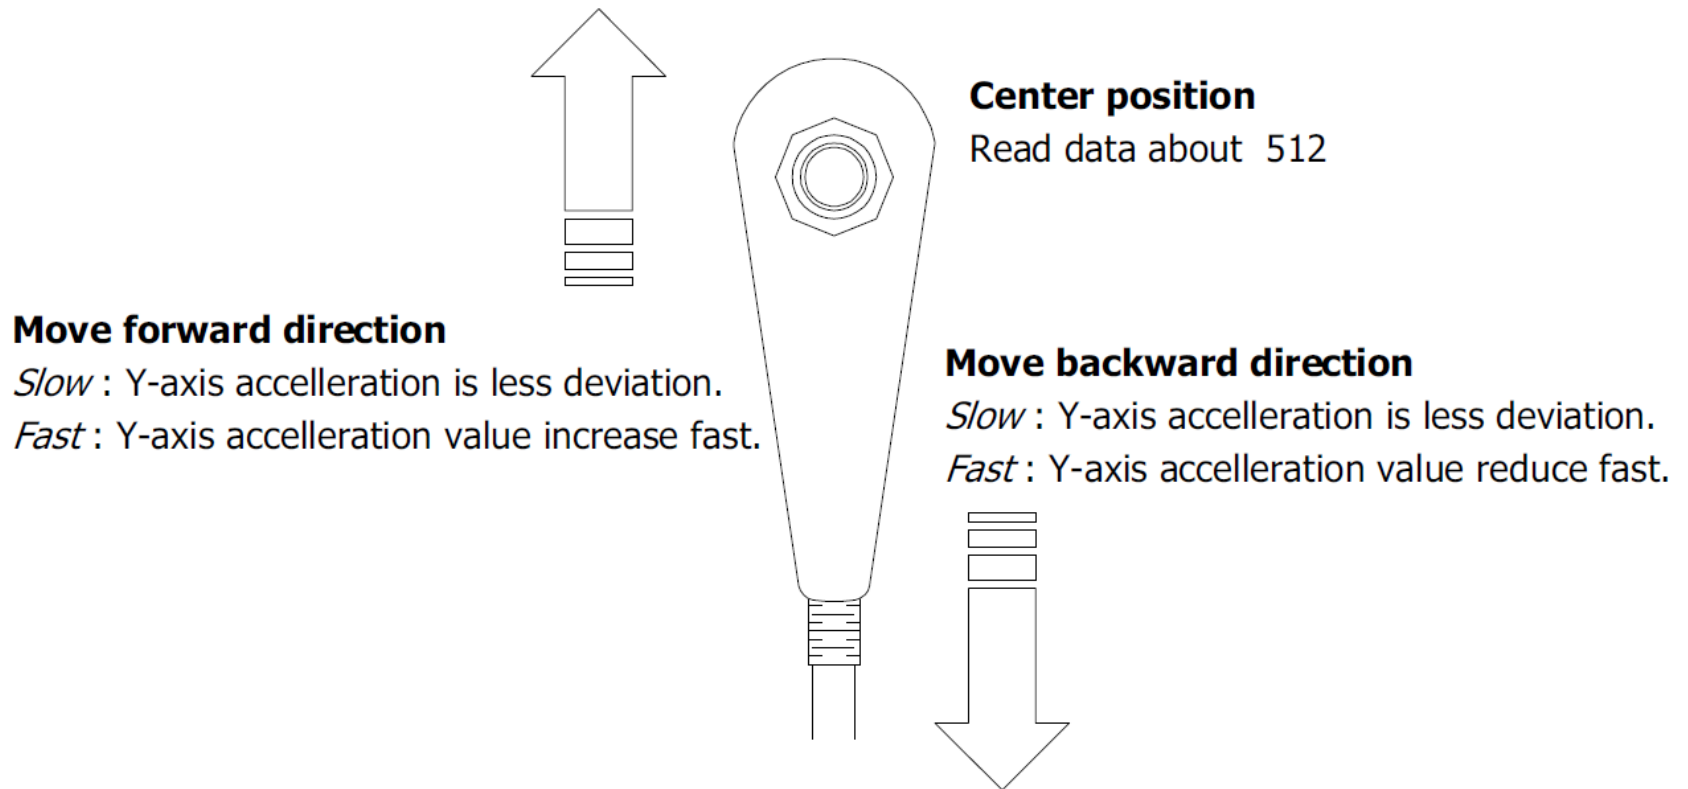 Center position
Read data about 512
Move forward direction
Slow : Y-axis accelleration is less deviation.
Fast : Y-axis accelleration value increase fast.
Move backward direction
Slow : Y-axis accelleration is less deviation.
Fast : Y-axis accelleration value reduce fast.